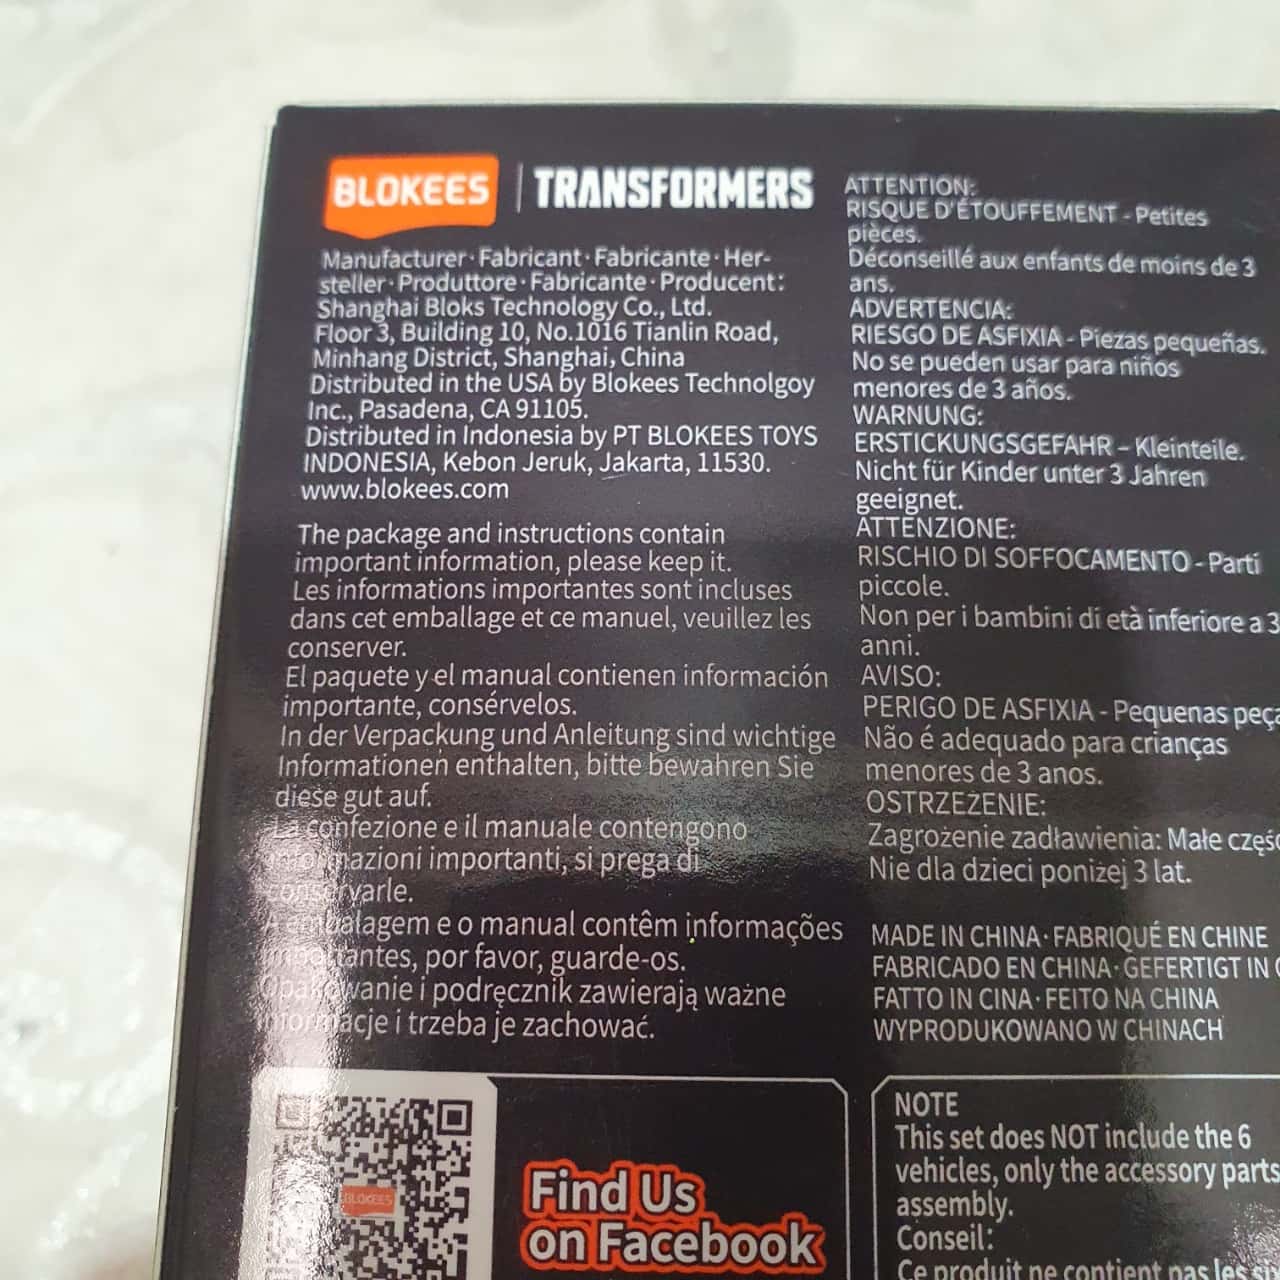 BLOKEES | TRANSFORMERS
Manufacturer · Fabricant · Fabricante · Her-
steller · Produttore · Fabricante · Producent:
Shanghai Bloks Technology Co., Ltd.
Floor 3, Building 10, No.1016 Tianlin Road,
Minhang District, Shanghai, China
Distributed in the USA by Blokees Technolgoy
Inc., Pasadena, CA 91105.
Distributed in Indonesia by PT BLOKEES TOYS
INDONESIA, Kebon Jeruk, Jakarta, 11530.
www.blokees.com
The package and instructions contain
important information, please keep it.
Les informations importantes sont incluses
dans cet emballage et ce manuel, veuillez les
conserver.
El paquete y el manual contienen información
importante, consérvelos.
In der Verpackung und Anleitung sind wichtige
Informationen enthalten, bitte bewahren Sie
diese gut auf.
La confezione e il manuale contengono
informazioni importanti, si prega di
conservarle.
A embalagem e o manual contêm informações
importantes, por favor, guarde-os.
Opakowanie i podręcznik zawierają ważne
informacje i trzeba je zachować.
BLOKEES
Find Us
on Facebook
ATTENTION:
RISQUE D'ÉTOUFFEMENT - Petites
pièces.
Déconseillé aux enfants de moins de 3
ans.
ADVERTENCIA:
RIESGO DE ASFIXIA - Piezas pequeñas.
No se pueden usar para niños
menores de 3 años.
WARNUNG:
ERSTICKUNGSGEFAHR – Kleinteile.
Nicht für Kinder unter 3 Jahren
geeignet.
ATTENZIONE:
RISCHIO DI SOFFOCAMENTO - Parti
piccole.
Non per i bambini di età inferiore a 3
anni.
AVISO:
PERIGO DE ASFIXIA - Pequenas peça
Não é adequado para crianças
menores de 3 anos.
OSTRZEŻENIE:
Zagrożenie zadławienia: Małe częśc
Nie dla dzieci poniżej 3 lat.
MADE IN CHINA · FABRIQUÉ EN CHINE
FABRICADO EN CHINA · GEFERTIGT IN
FATTO IN CINA · FEITO NA CHINA
WYPRODUKOWANO W CHINACH
NOTE
This set does NOT include the 6
vehicles, only the accessory parts
assembly.
Conseil:
Ce produit ne contient pas les